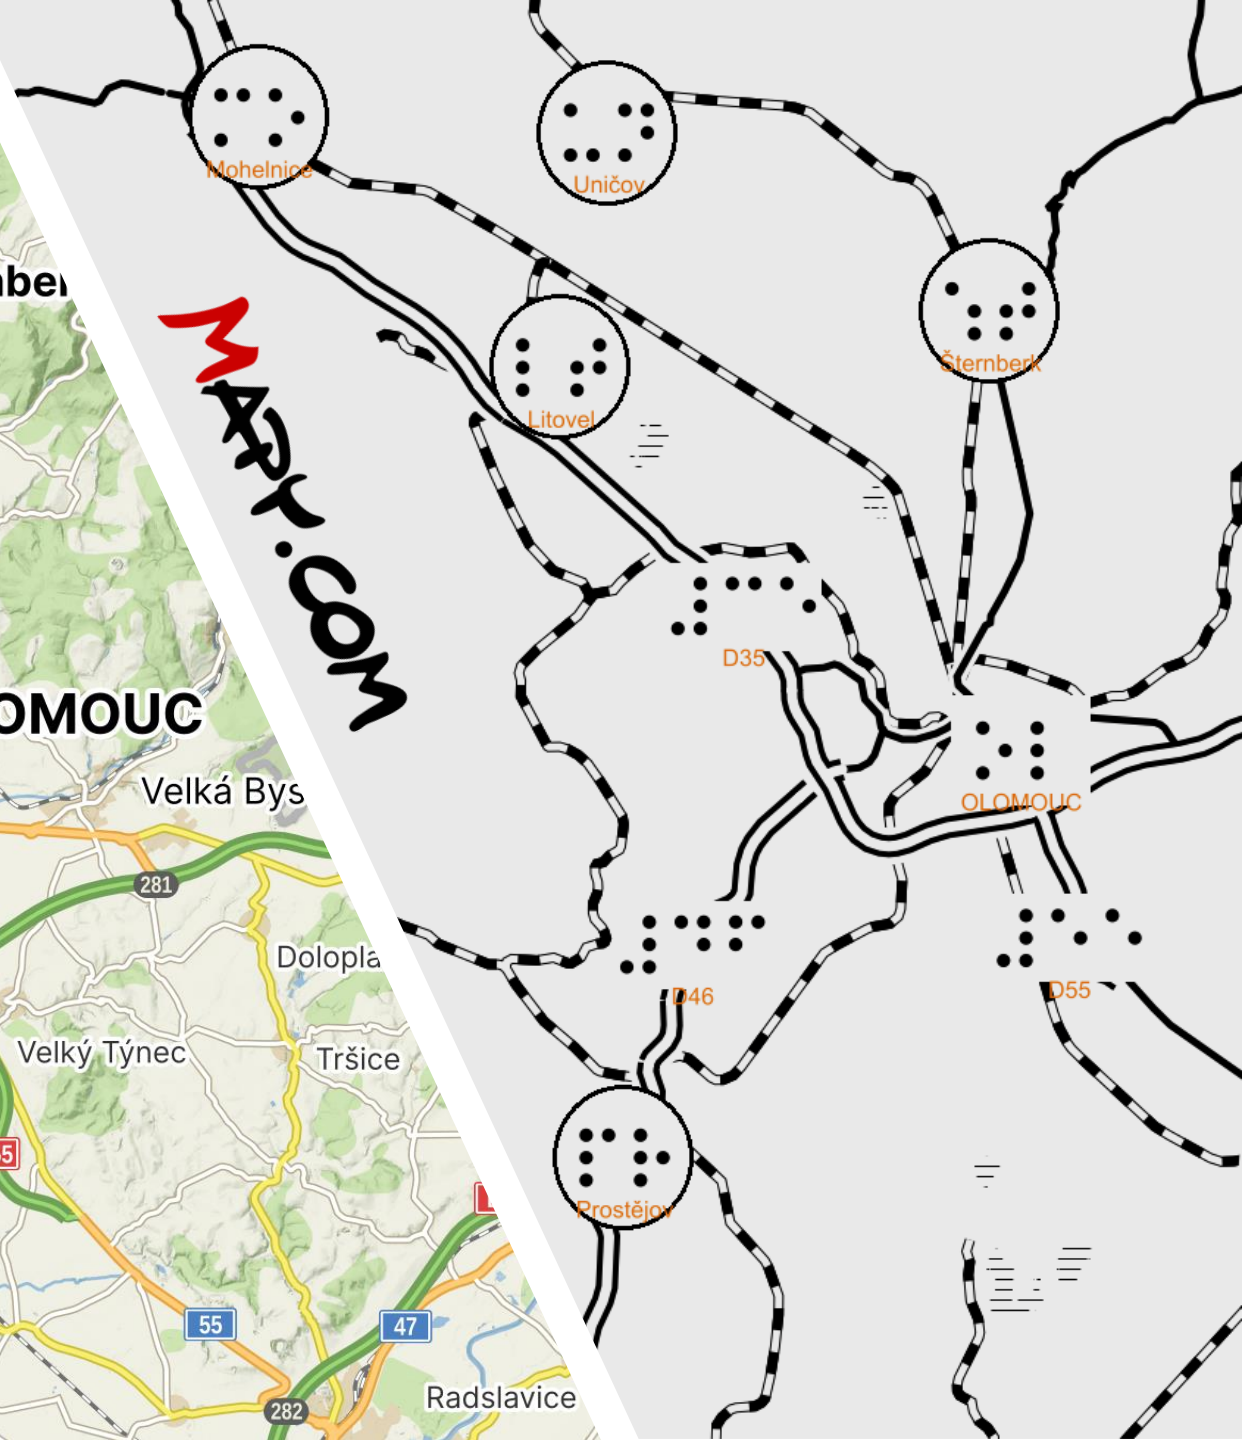 ⠍⠕
Mohelnice
⠥⠝
Uničov
⠱⠞
Šternberk
⠇⠞
Litovel
MAPY.COM
⠼⠉⠑
D35
⠕⠇
OLOMOUC
OMOUC
Velká Bys
281
⠼⠙⠋
D46
⠼⠑⠑
D55
Dolopla
Velký Týnec
Tršice
⠏⠗
Prostějov
55
47
282
Radslavice